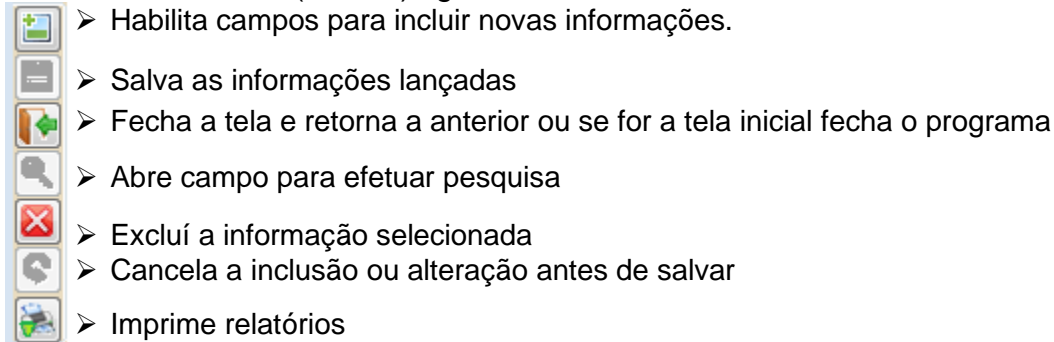 ➢ Habilita campos para incluir novas informações.
➢ Salva as informações lançadas
➢ Fecha a tela e retorna a anterior ou se for a tela inicial fecha o programa
➢ Abre campo para efetuar pesquisa
➢ Excluí a informação selecionada
➢ Cancela a inclusão ou alteração antes de salvar
➢ Imprime relatórios